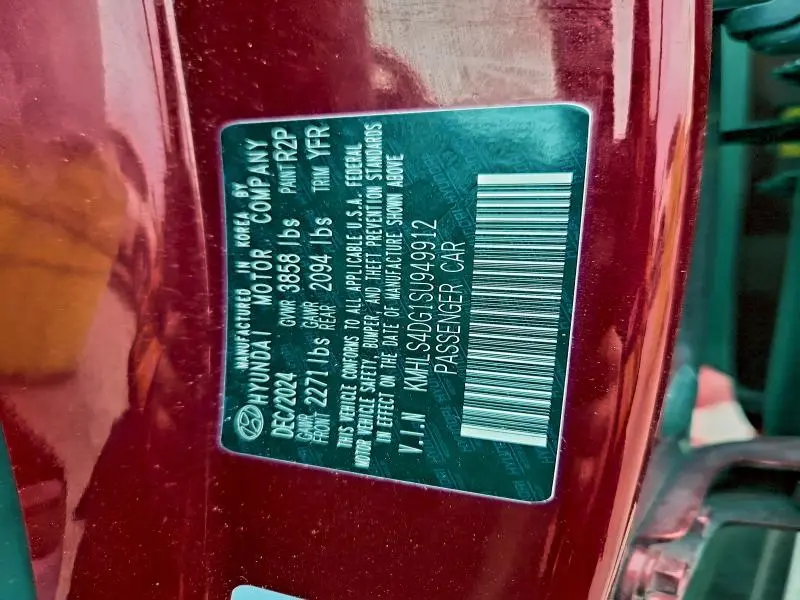 MANUFACTURED IN KOREA BY
HYUNDAI MOTOR COMPANY
DEC/2024 GVWR 3858 lbs PAINT R2P
GAWR FRONT 2271 lbs GAWR REAR 2094 lbs TRIM YFR
THIS VEHICLE CONFORMS TO ALL APPLICABLE U.S.A. FEDERAL
MOTOR VEHICLE SAFETY, BUMPER, AND THEFT PREVENTION STANDARDS
IN EFFECT ON THE DATE OF MANUFACTURE SHOWN ABOVE
V.I.N KMHLS4DG1SU949912
PASSENGER CAR